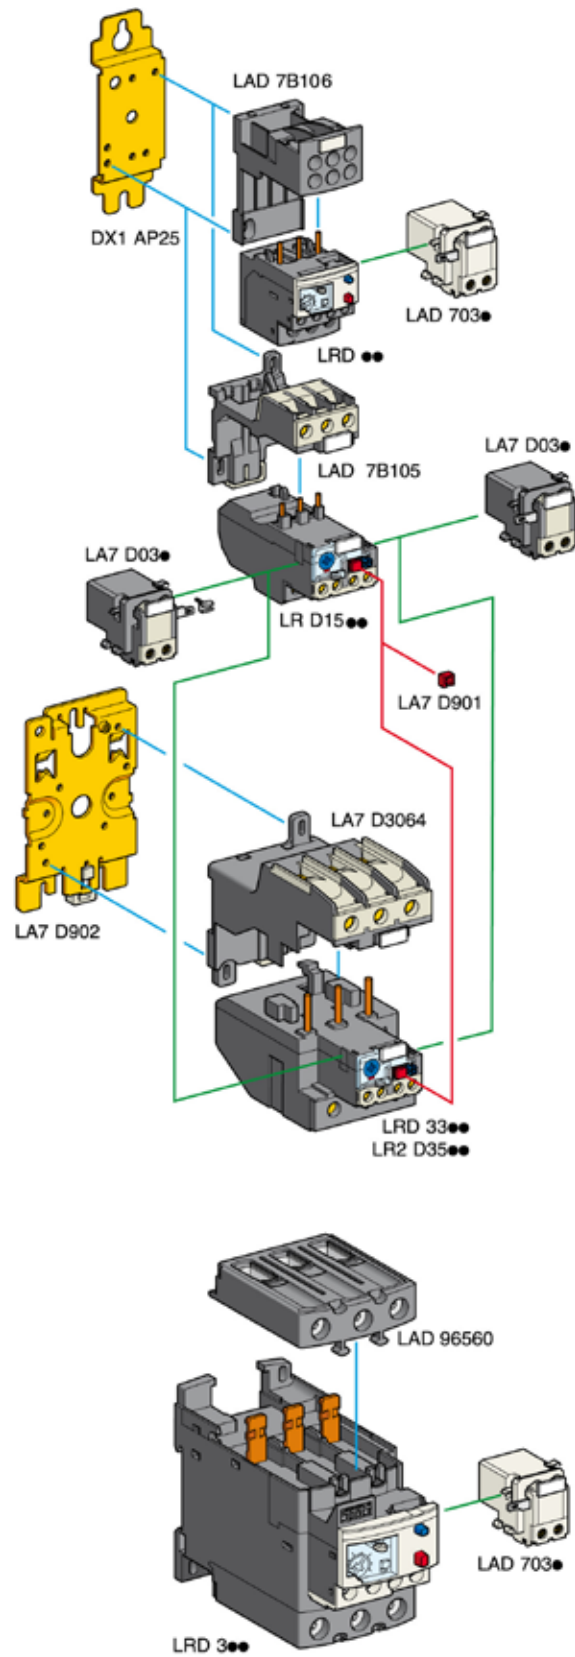 LAD 7B106
DX1 AP25
LAD 703●
LRD ●●
LAD 7B105
LA7 D03●
LA7 D03●
LR D15●●
LA7 D901
LA7 D3064
LA7 D902
LRD 33●●
LR2 D35●●
LAD 96560
LAD 703●
LRD 3●●